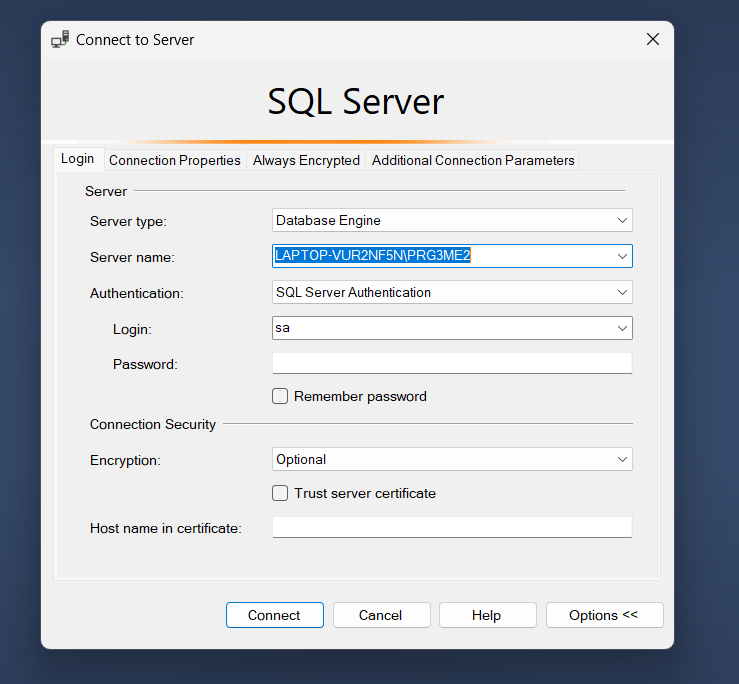 Connect to Server
SQL Server
Login Connection Properties Always Encrypted Additional Connection Parameters
Server
Server type: Database Engine
Server name: LAPTOP-VUR2NF5N\PRG3ME2
Authentication: SQL Server Authentication
Login: sa
Password:
Remember password
Connection Security
Encryption: Optional
Trust server certificate
Host name in certificate:
Connect Cancel Help Options <<